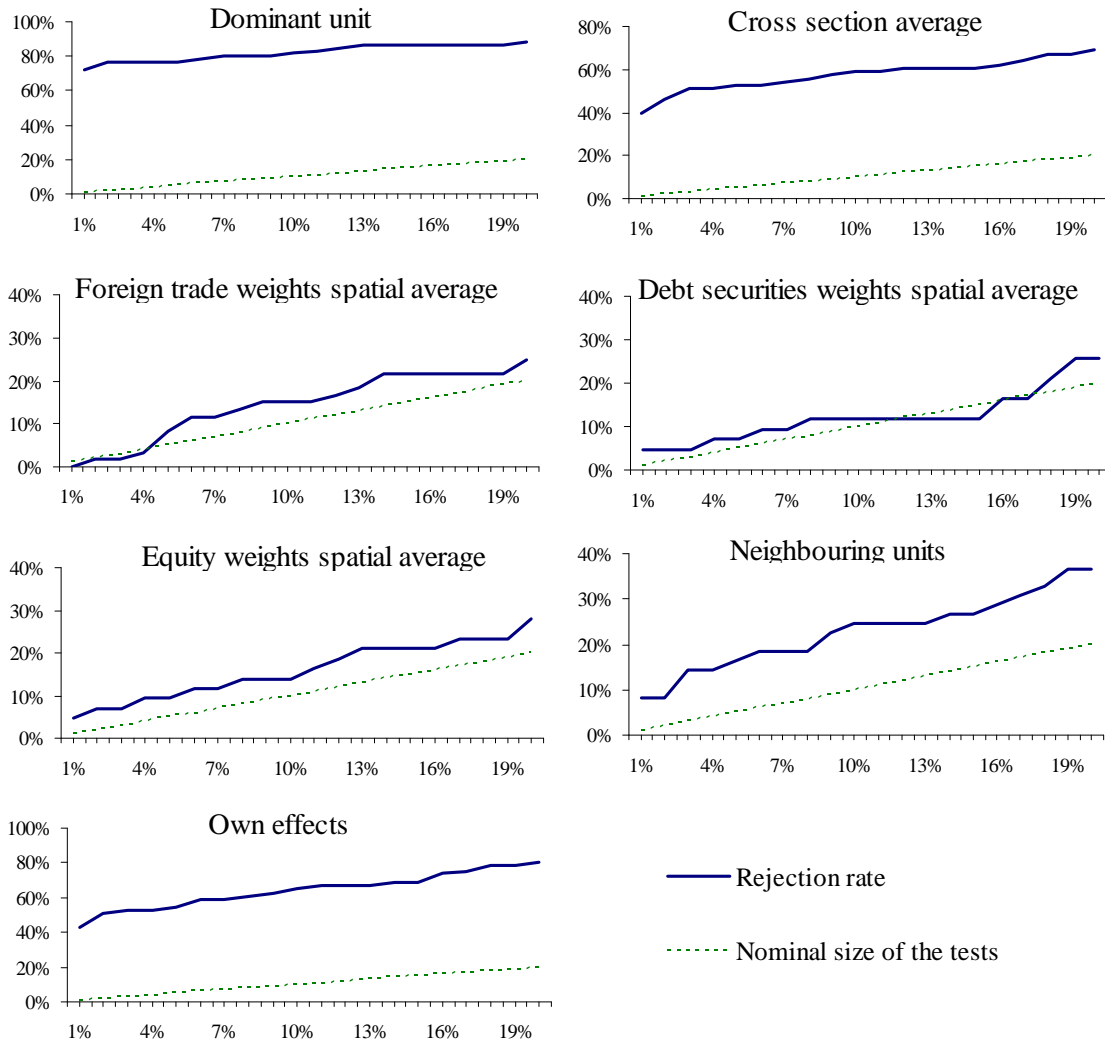 Dominant unit
100%
80%
60%
40%
20%
0%
1% 4% 7% 10% 13% 16% 19%
Cross section average
80%
60%
40%
20%
0%
1% 4% 7% 10% 13% 16% 19%
Foreign trade weights spatial average
40%
30%
20%
10%
0%
1% 4% 7% 10% 13% 16% 19%
Debt securities weights spatial average
40%
30%
20%
10%
0%
1% 4% 7% 10% 13% 16% 19%
Equity weights spatial average
40%
30%
20%
10%
0%
1% 4% 7% 10% 13% 16% 19%
Neighbouring units
40%
30%
20%
10%
0%
1% 4% 7% 10% 13% 16% 19%
Own effects
100%
80%
60%
40%
20%
0%
1% 4% 7% 10% 13% 16% 19%
Rejection rate
Nominal size of the tests